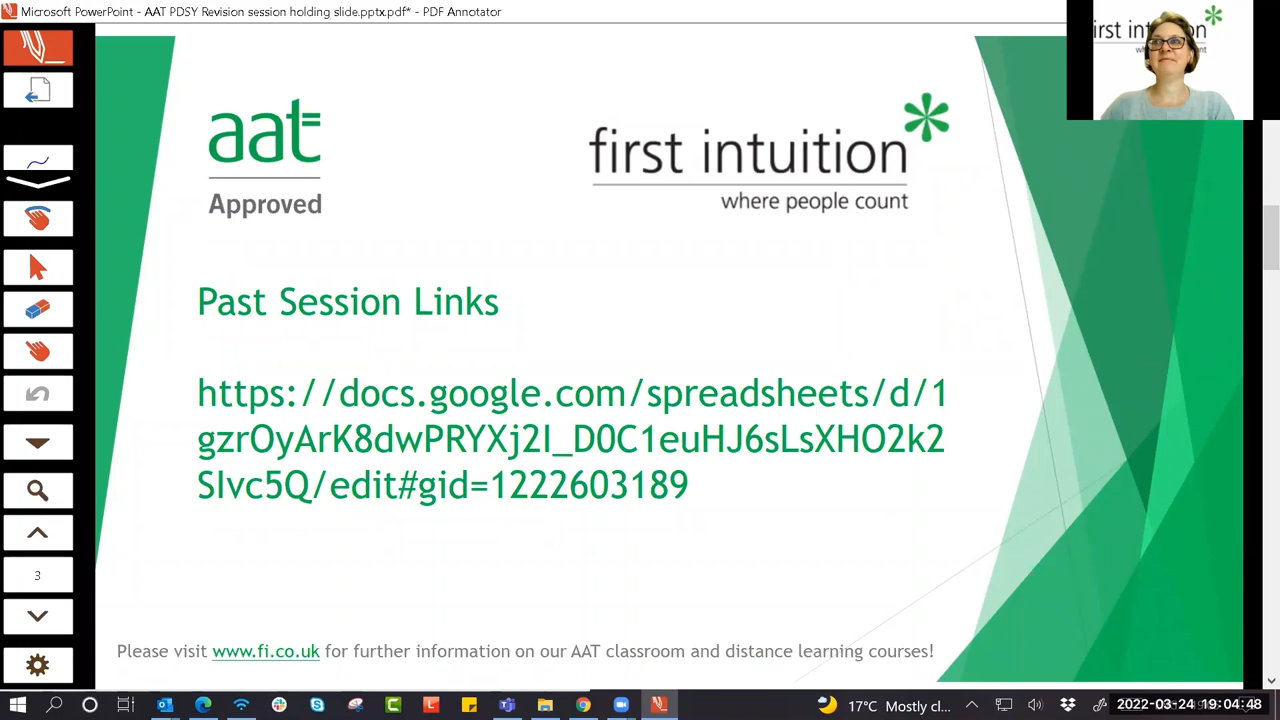 Microsoft PowerPoint - AAT PDSY Revision session holding slide.pptx.pdf* - PDF Annotator
aat
Approved
first intuition
where people count
Past Session Links
https://docs.google.com/spreadsheets/d/1
gzrOyArK8dwPRYXj2I_D0C1euHJ6sLsXHO2k2
SIvc5Q/edit#gid=1222603189
3
Please visit www.fi.co.uk for further information on our AAT classroom and distance learning courses!
17°C Mostly cl...
2022-03-24 19:04:48